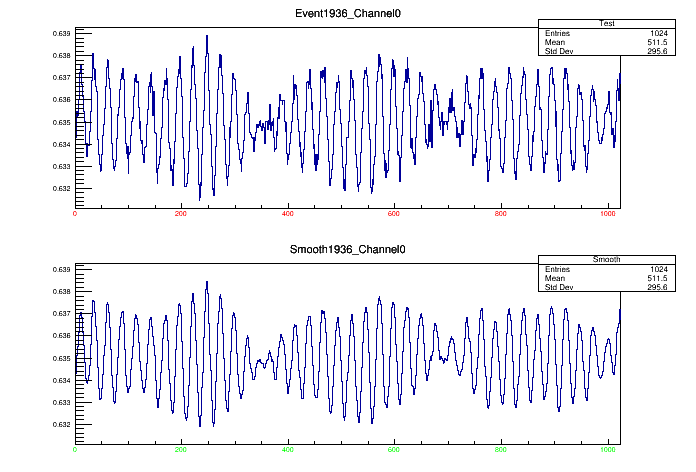 Event1936_Channel0
Test
Entries 1024
Mean 511.5
Std Dev 295.6
0.639
0.638
0.637
0.636
0.635
0.634
0.633
0.632
0 200 400 600 800 1000
Smooth1936_Channel0
Smooth
Entries 1024
Mean 511.5
Std Dev 295.6
0.639
0.638
0.637
0.636
0.635
0.634
0.633
0.632
0 200 400 600 800 1000